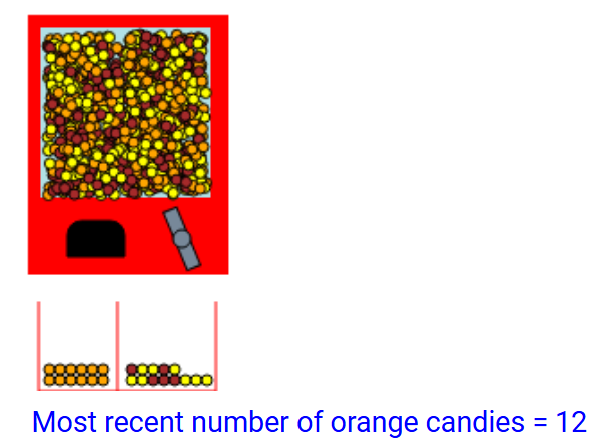 Most recent number of orange candies = 12